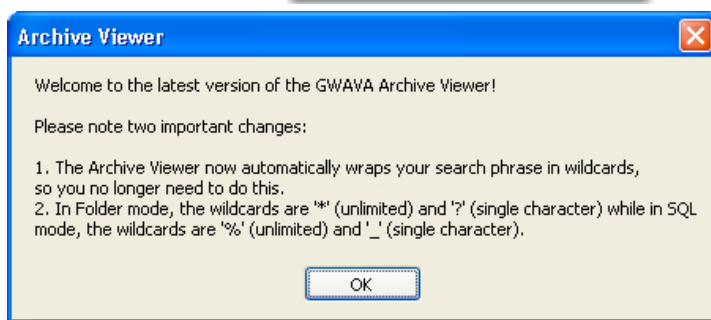 Archive Viewer
Welcome to the latest version of the GWAVA Archive Viewer!
Please note two important changes:
1. The Archive Viewer now automatically wraps your search phrase in wildcards,
so you no longer need to do this.
2. In Folder mode, the wildcards are '*' (unlimited) and '?' (single character) while in SQL
mode, the wildcards are '%' (unlimited) and '_' (single character).
OK